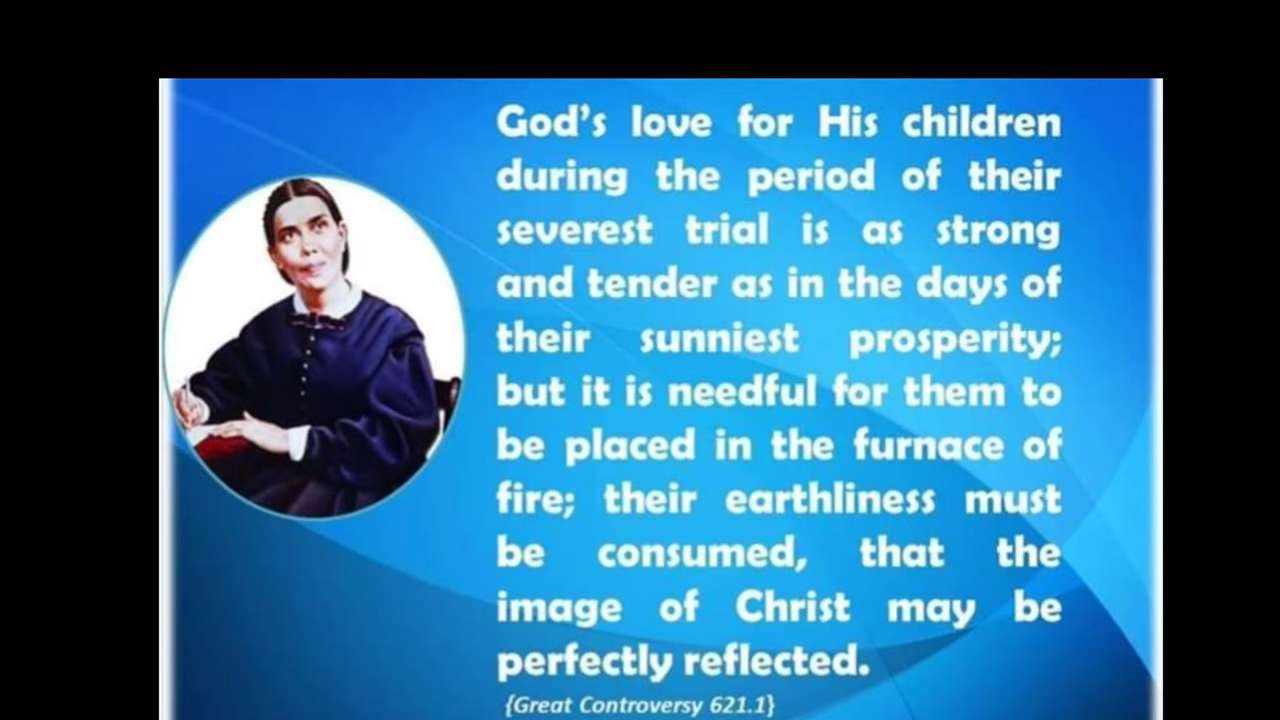 God's love for His children
during the period of their
severest trial is as strong
and tender as in the days of
their sunniest prosperity;
but it is needful for them to
be placed in the furnace of
fire; their earthliness must
be consumed, that the
image of Christ may be
perfectly reflected.
{Great Controversy 621.1}